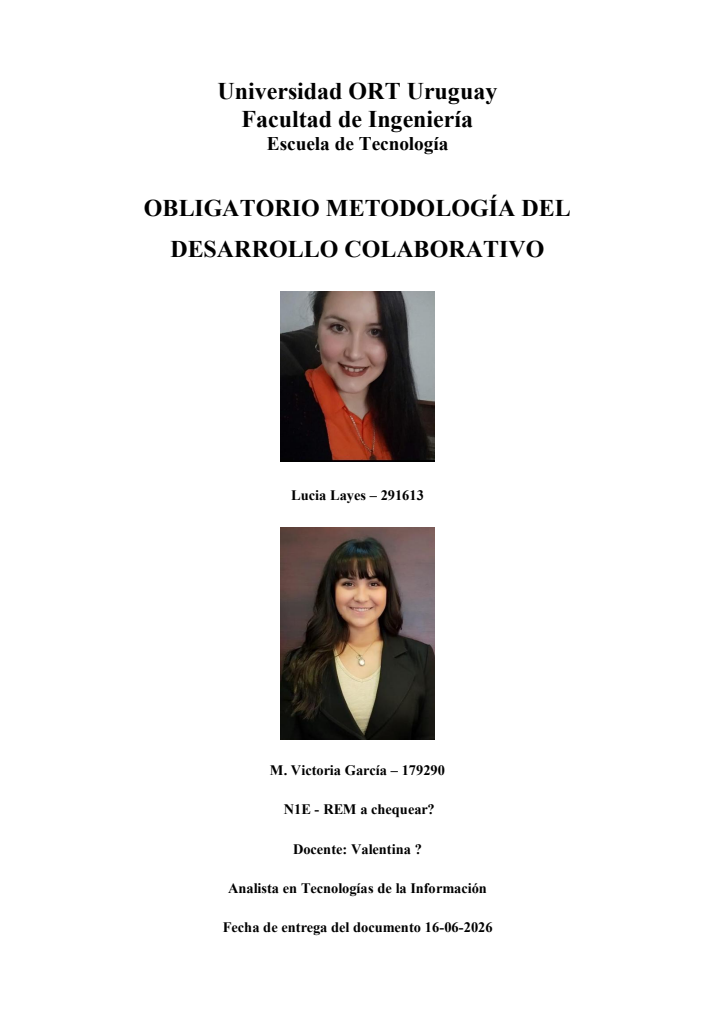 Universidad ORT Uruguay
Facultad de Ingeniería
Escuela de Tecnología
OBLIGATORIO METODOLOGÍA DEL
DESARROLLO COLABORATIVO
Lucia Layes – 291613
M. Victoria García – 179290
N1E - REM a chequear?
Docente: Valentina ?
Analista en Tecnologías de la Información
Fecha de entrega del documento 16-06-2026